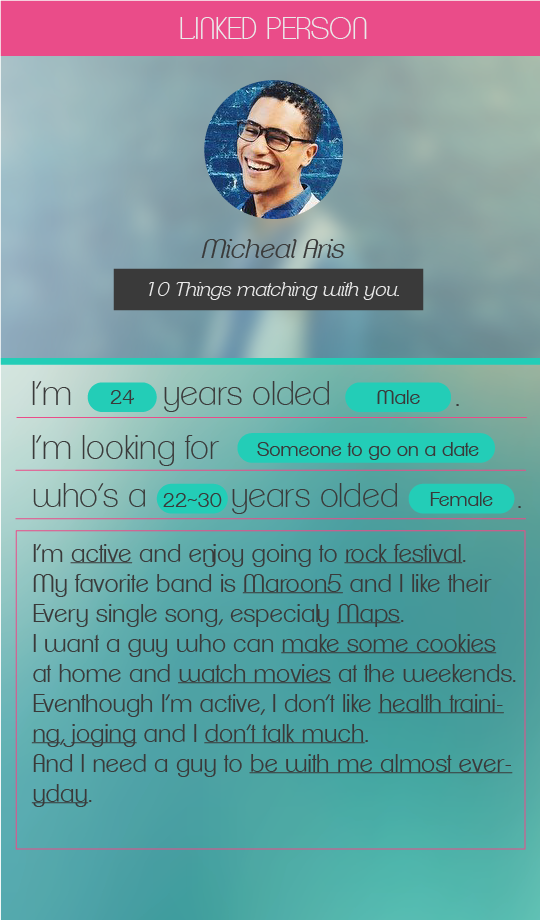 LINKED PERSON
Micheal Aris
10 Things matching with you.
I'm 24 years olded Male .
I'm looking for Someone to go on a date
who's a 22~30 years olded Female .
I'm active and enjoy going to rock festival.
My favorite band is Maroon5 and I like their
Every single song, especialy Maps.
I want a guy who can make some cookies
at home and watch movies at the weekends.
Eventhough I'm active, I don't like health traini-
ng, joging and I don't talk much.
And I need a guy to be with me almost ever-
yday.